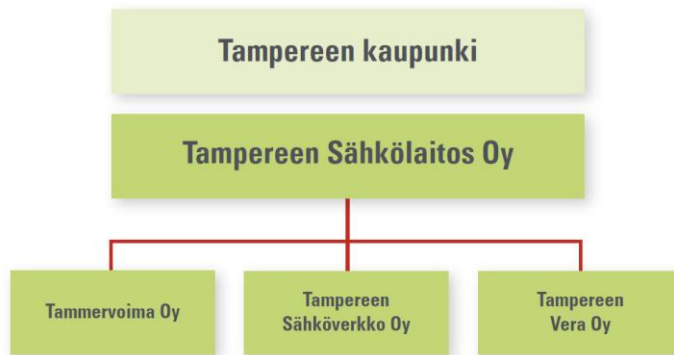 Tampereen kaupunki
Tampereen Sähkölaitos Oy
Tammervoima Oy
Tampereen
Sähköverkko Oy
Tampereen
Vera Oy